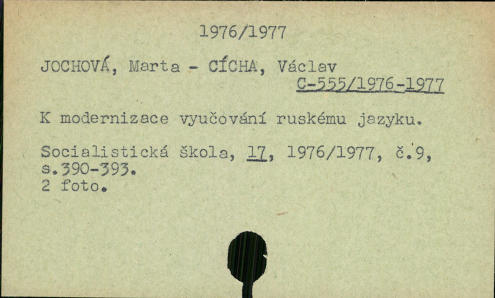 1976/1977
JOCHOVÁ, Marta - CÍCHA, Václav
C-555/1976-1977
K modernizace vyučování ruskému jazyku.
Socialistická škola, 17, 1976/1977, č.9,
s.390-393.
2 foto.